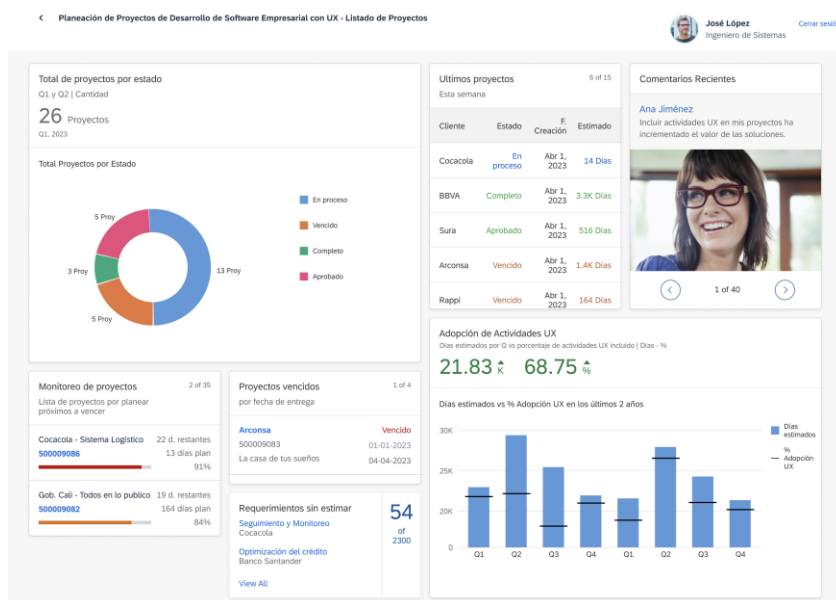 Planeación de Proyectos de Desarrollo de Software Empresarial con UX - Listado de Proyectos
José López
Ingeniero de Sistemas
Cerrar sesió
Total de proyectos por estado
Q1 y Q2 | Cantidad
26 Proyectos
Q1, 2023
Total Proyectos por Estado
5 Proy
3 Proy
5 Proy
13 Proy
En proceso
Vencido
Completo
Aprobado
Ultimos proyectos
6 of 15
Esta semana
Cliente Estado F. Creación Estimado
Cocacola En proceso Abr 1, 2023 14 Días
BBVA Completo Abr 1, 2023 3.3K Días
Sura Aprobado Abr 1, 2023 516 Días
Arconsa Vencido Abr 1, 2023 1.4K Días
Rappi Vencido Abr 1, 2023 164 Días
Comentarios Recientes
Ana Jiménez
Incluir actividades UX en mis proyectos ha
incrementado el valor de las soluciones.
1 of 40
Monitoreo de proyectos
2 of 35
Lista de proyectos por planear
próximos a vencer
Cocacola - Sistema Logístico 22 d. restantes
500009086 13 días plan
91%
Gob. Cali - Todos en lo publico 19 d. restantes
500009082 164 días plan
84%
Proyectos vencidos
1 of 4
por fecha de entrega
Arconsa Vencido
500009083 01-01-2023
La casa de tus sueños 04-04-2023
Requerimientos sin estimar
Seguimiento y Monitoreo
Cocacola
Optimización del crédito
Banco Santander
View All
54
of
2300
Adopción de Actividades UX
Días estimados por Q vs porcentaje de actividades UX incluido | Días - %
21.83 K 68.75 %
Días estimados vs % Adopción UX en los últimos 2 años
30K
25K
20K
0
Q1 Q2 Q3 Q4 Q1 Q2 Q3 Q4
Días
estimados
%
Adopción
UX